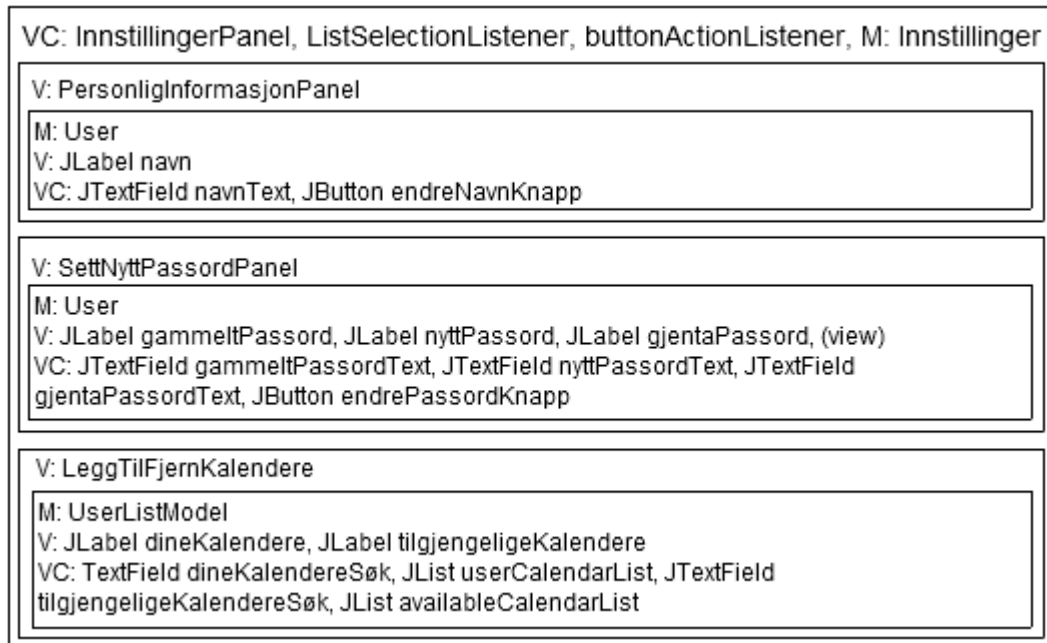 VC: InnstillingerPanel, ListSelectionListener, buttonActionListener, M: Innstillinger
V: PersonligInformasjonPanel
M: User
V: JLabel navn
VC: JTextField navnText, JButton endreNavnKnapp
V: SettNyttPassordPanel
M: User
V: JLabel gammeltPassord, JLabel nyttPassord, JLabel gjentaPassord, (view)
VC: JTextField gammeltPassordText, JTextField nyttPassordText, JTextField
gjentaPassordText, JButton endrePassordKnapp
V: LeggTilFjernKalendere
M: UserListModel
V: JLabel dineKalendere, JLabel tilgjengeligeKalendere
VC: TextField dineKalendereSøk, JList userCalendarList, JTextField
tilgjengeligeKalendereSøk, JList availableCalendarList